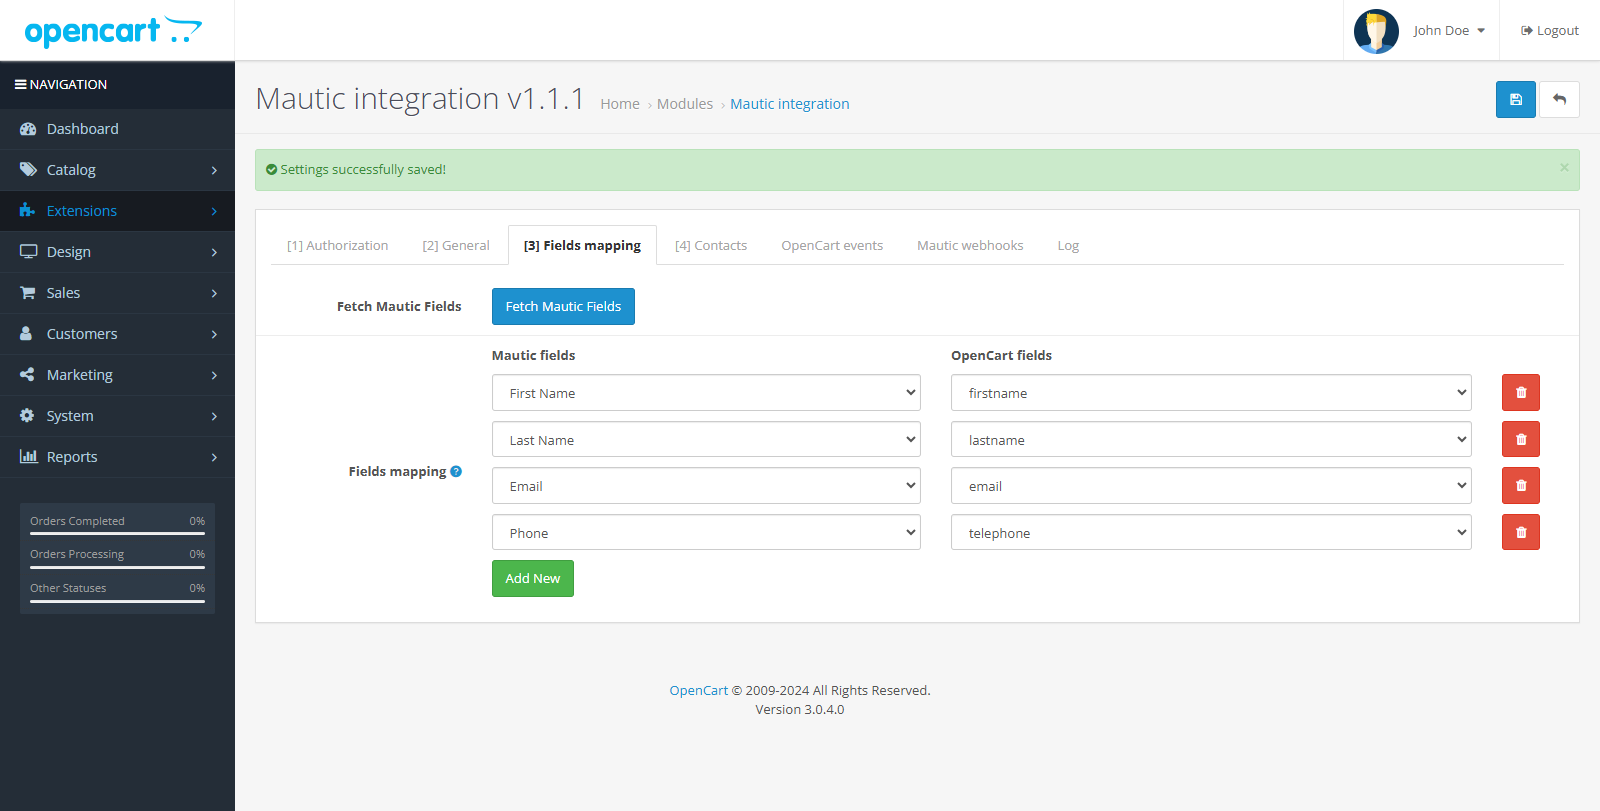 opencart
John Doe
Logout
NAVIGATION
Dashboard
Catalog
Extensions
Design
Sales
Customers
Marketing
System
Reports
Orders Completed 0%
Orders Processing 0%
Other Statuses 0%
Mautic integration v1.1.1 Home › Modules › Mautic integration
Settings successfully saved! ×
[1] Authorization [2] General [3] Fields mapping [4] Contacts OpenCart events Mautic webhooks Log
Fetch Mautic Fields Fetch Mautic Fields
Mautic fields OpenCart fields
First Name firstname
Last Name lastname
Fields mapping ?
Email email
Phone telephone
Add New
OpenCart © 2009-2024 All Rights Reserved.
Version 3.0.4.0